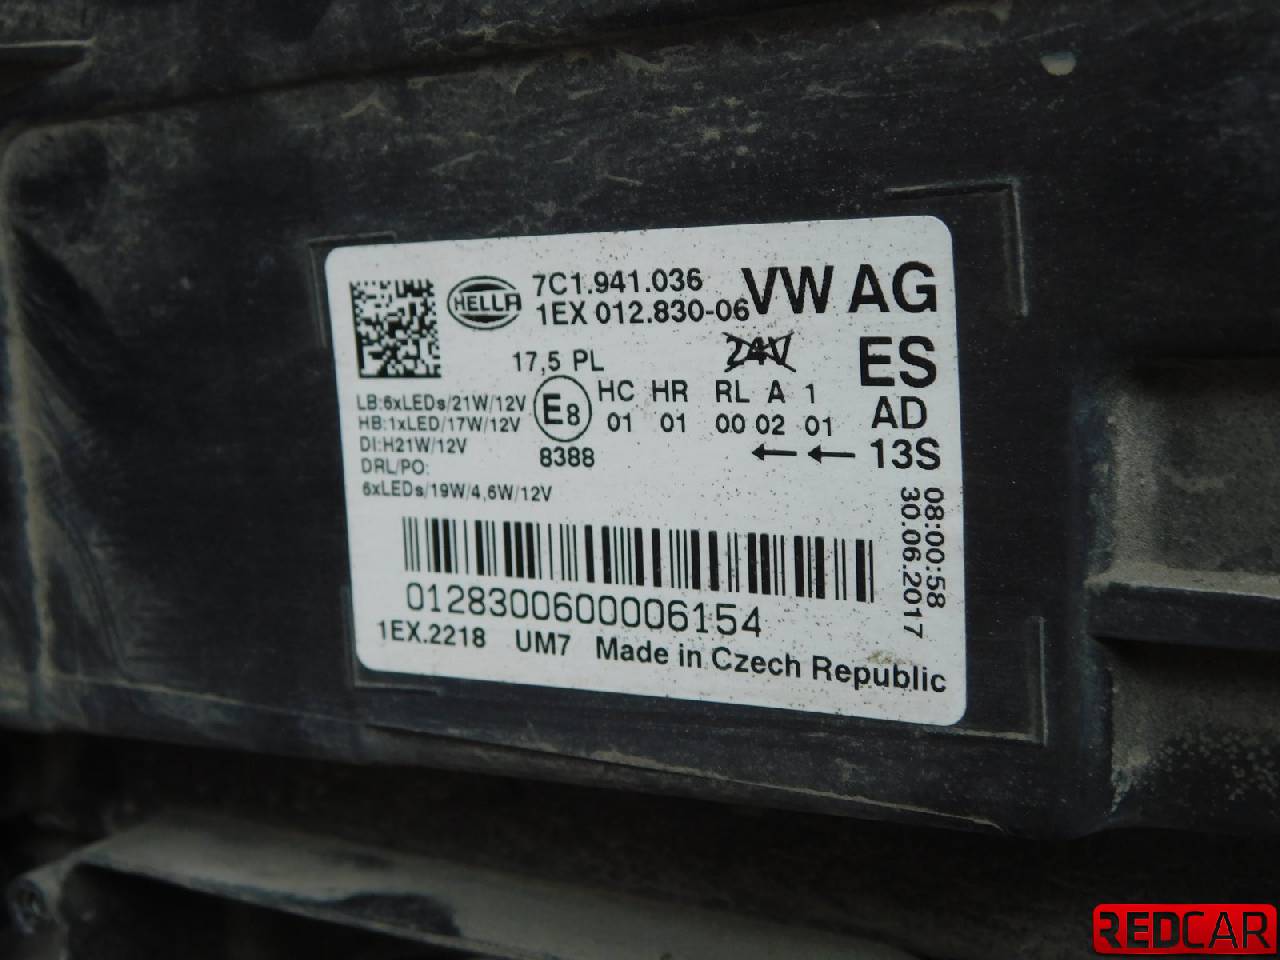 HELLA
7C1.941.036
1EX 012.830-06
VW AG
17,5 PL
24V
ES
LB:6xLEDs/21W/12V
HB:1xLED/17W/12V
DI:H21W/12V
DRL/PO:
6xLEDs/19W/4,6W/12V
E8
8388
HC HR RL A 1
01 01 00 02 01
← ←
AD
13S
08:00:58
30.06.2017
0128300600006154
1EX.2218 UM7 Made in Czech Republic
REDCAR